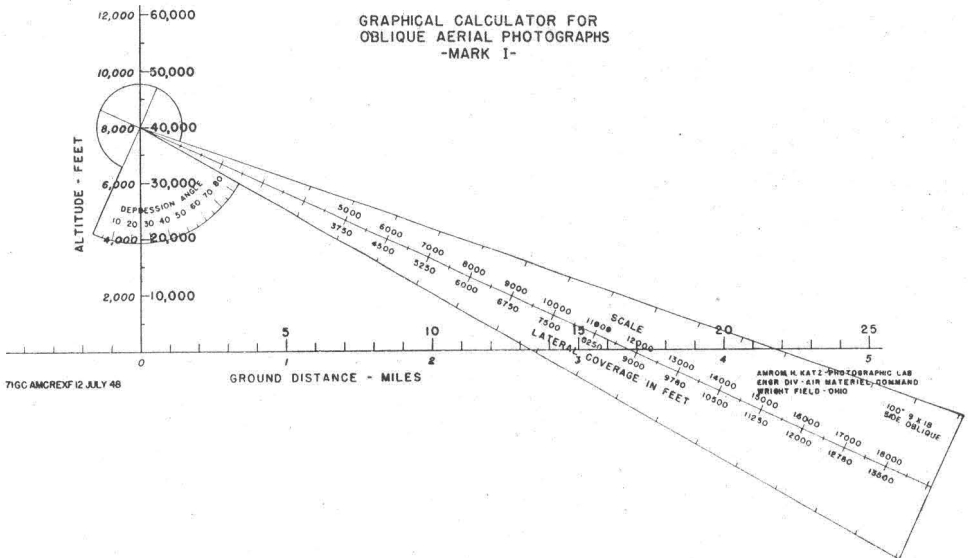 GRAPHICAL CALCULATOR FOR
OBLIQUE AERIAL PHOTOGRAPHS
-MARK I-
12,000 60,000
10,000 50,000
8,000 40,000
6,000 30,000
4,000 20,000
2,000 10,000
ALTITUDE - FEET
DEPRESSION ANGLE
10 20 30 40 50 60 70 80
5000 6000 7000 8000 9000 10000 11000 12000 13000 14000 15000 16000 17000 18000
SCALE
3750 4500 5250 6000 6750 7500 8250 9000 9780 10500 11250 12000 12780 13500
LATERAL COVERAGE IN FEET
5 10 15 20 25
0 1 2 3 4 5
GROUND DISTANCE - MILES
71GC AMCREXF 12 JULY 48
AMROM H. KATZ - PHOTOGRAPHIC LAB
ENGR DIV - AIR MATERIEL COMMAND
WRIGHT FIELD - OHIO
100" 9 X 18
SIDE OBLIQUE